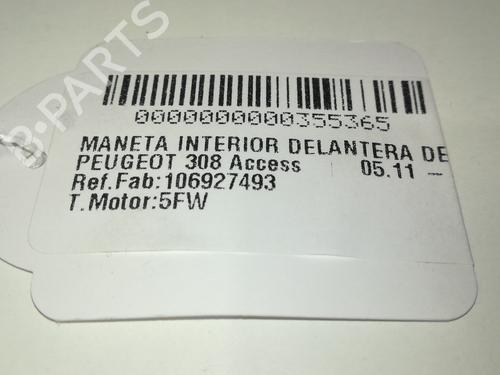 B-PARTS
0000000000355365
MANETA INTERIOR DELANTERA DE
PEUGEOT 308 Access 05.11 –
Ref.Fab:106927493
T.Motor:5FW